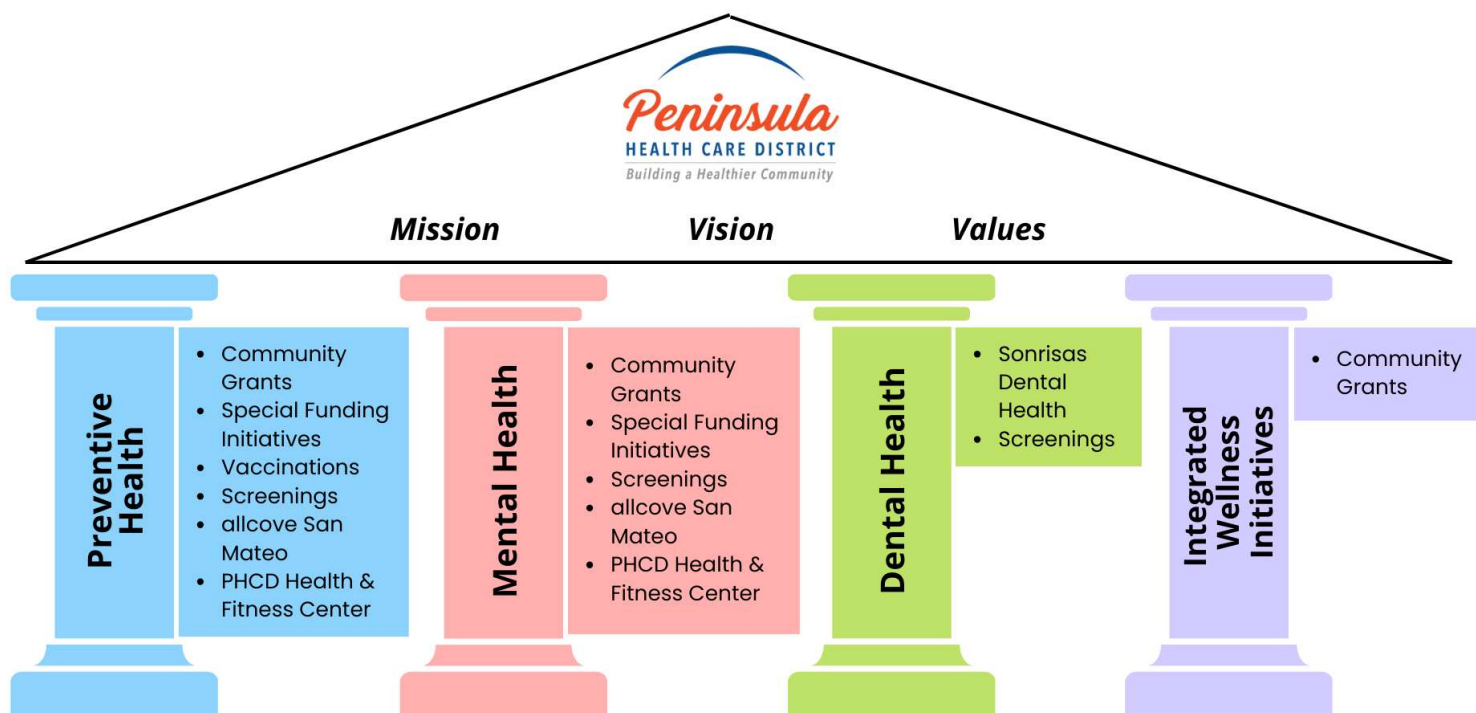 Peninsula
HEALTH CARE DISTRICT
Building a Healthier Community
Mission Vision Values
Preventive
Health
• Community
Grants
• Special Funding
Initiatives
• Vaccinations
• Screenings
• allcove San
Mateo
• PHCD Health &
Fitness Center
Mental Health
• Community
Grants
• Special Funding
Initiatives
• Screenings
• allcove San
Mateo
• PHCD Health &
Fitness Center
Dental Health
• Sonrisas
Dental
Health
• Screenings
Integrated
Wellness
Initiatives
• Community
Grants